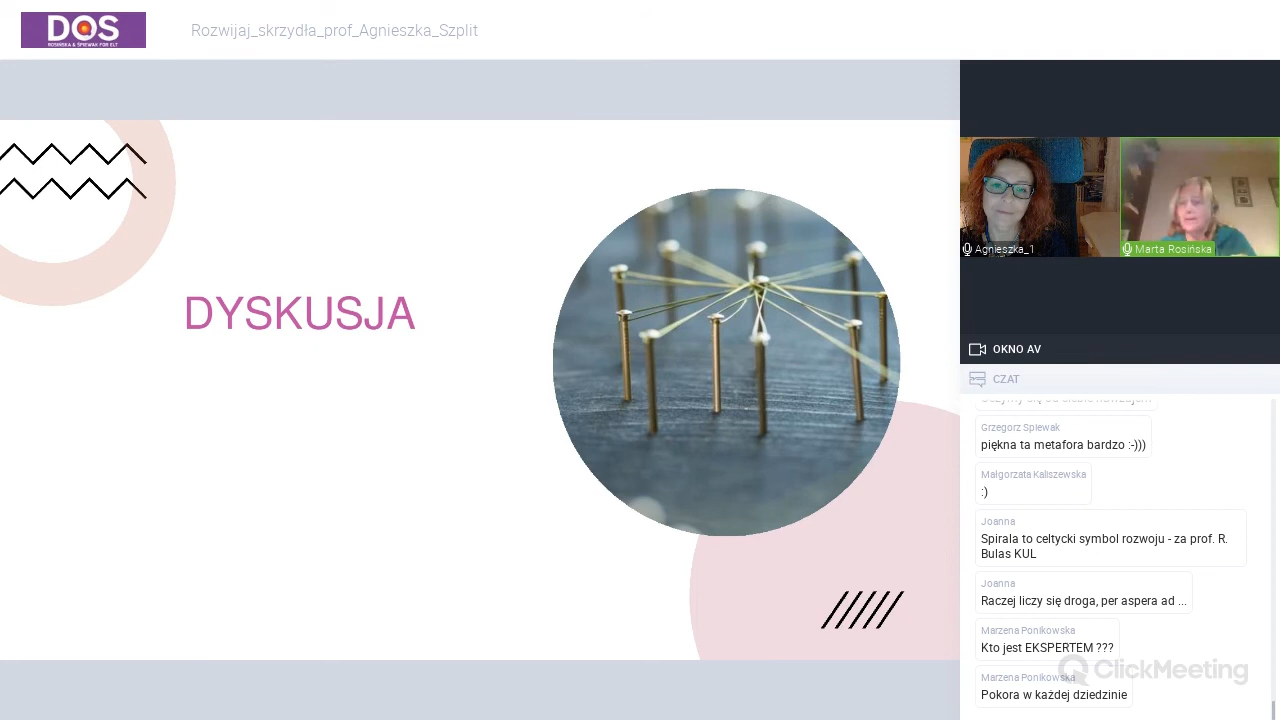 DOS
ROSIŃSKA & ŚPIEWAK FOR ELT
Rozwijaj_skrzydła_prof_Agnieszka_Szplit
DYSKUSJA
Agnieszka_1
Marta Rosińska
OKNO AV
CZAT
Grzegorz Spiewak
piękna ta metafora bardzo :-)))
Małgorzata Kaliszewska
:)
Joanna
Spirala to celtycki symbol rozwoju - za prof. R.
Bulas KUL
Joanna
Raczej liczy się droga, per aspera ad ...
Marzena Ponikowska
Kto jest EKSPERTEM ???
Marzena Ponikowska
Pokora w każdej dziedzinie
ClickMeeting